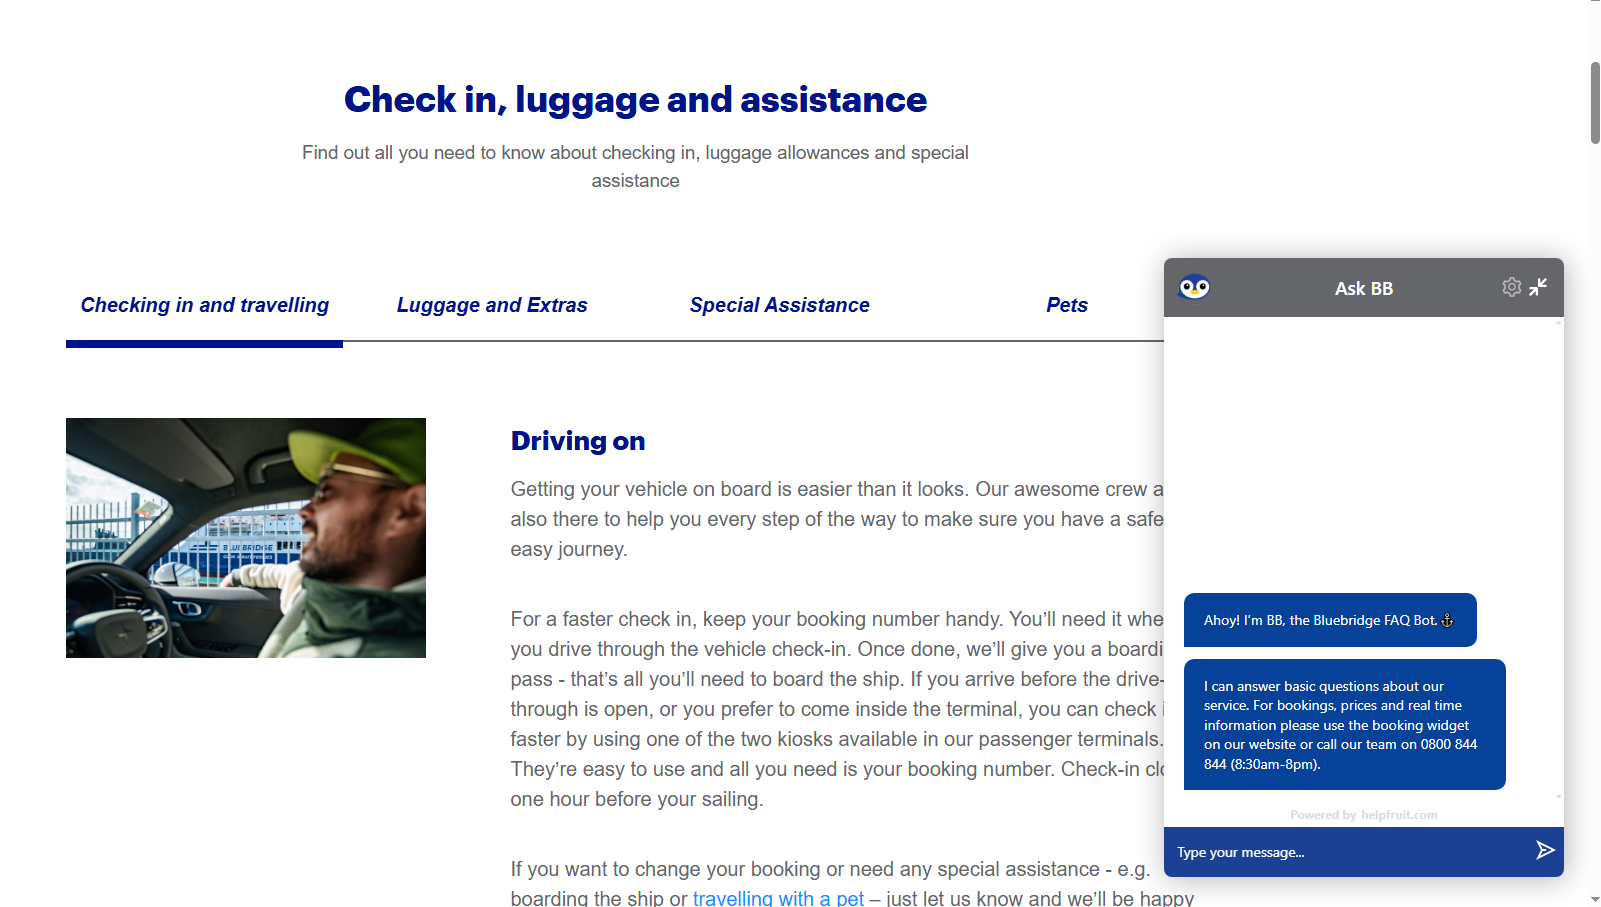 Check in, luggage and assistance
Find out all you need to know about checking in, luggage allowances and special
assistance
Checking in and travelling
Luggage and Extras
Special Assistance
Pets
BLUEBRIDGE
Driving on
Getting your vehicle on board is easier than it looks. Our awesome crew
also there to help you every step of the way to make sure you have a safe
easy journey.
For a faster check in, keep your booking number handy. You’ll need it
you drive through the vehicle check-in. Once done, we’ll give you a
pass - that’s all you’ll need to board the ship. If you arrive before the drive-
through is open, or you prefer to come inside the terminal, you can check
faster by using one of the two kiosks available in our passenger terminals.
They’re easy to use and all you need is your booking number. Check-in
one hour before your sailing.
If you want to change your booking or need any special assistance - e.g.
boarding the ship or travelling with a pet – just let us know and we’ll be happy
Ask BB
Ahoy! I’m BB, the Bluebridge FAQ Bot.
I can answer basic questions about our
service. For bookings, prices and real time
information please use the booking widget
on our website or call our team on 0800 844
844 (8:30am-8pm).
Powered by helpfruit.com
Type your message...